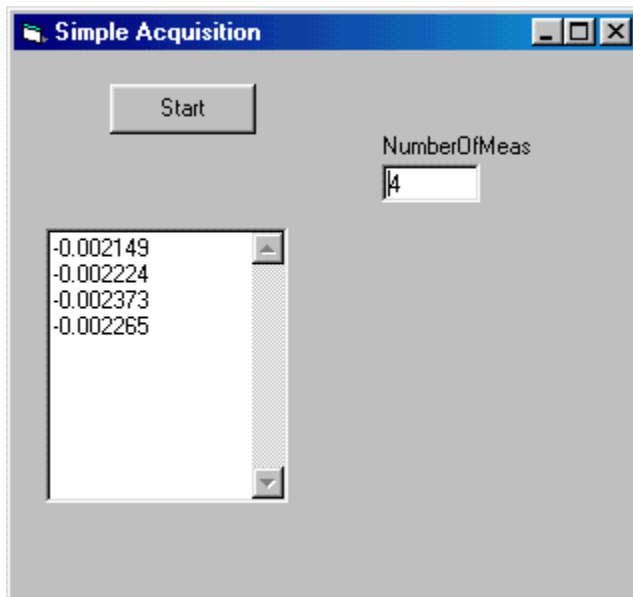 Simple Acquisition
Start
NumberOfMeas
4
-0.002149
-0.002224
-0.002373
-0.002265